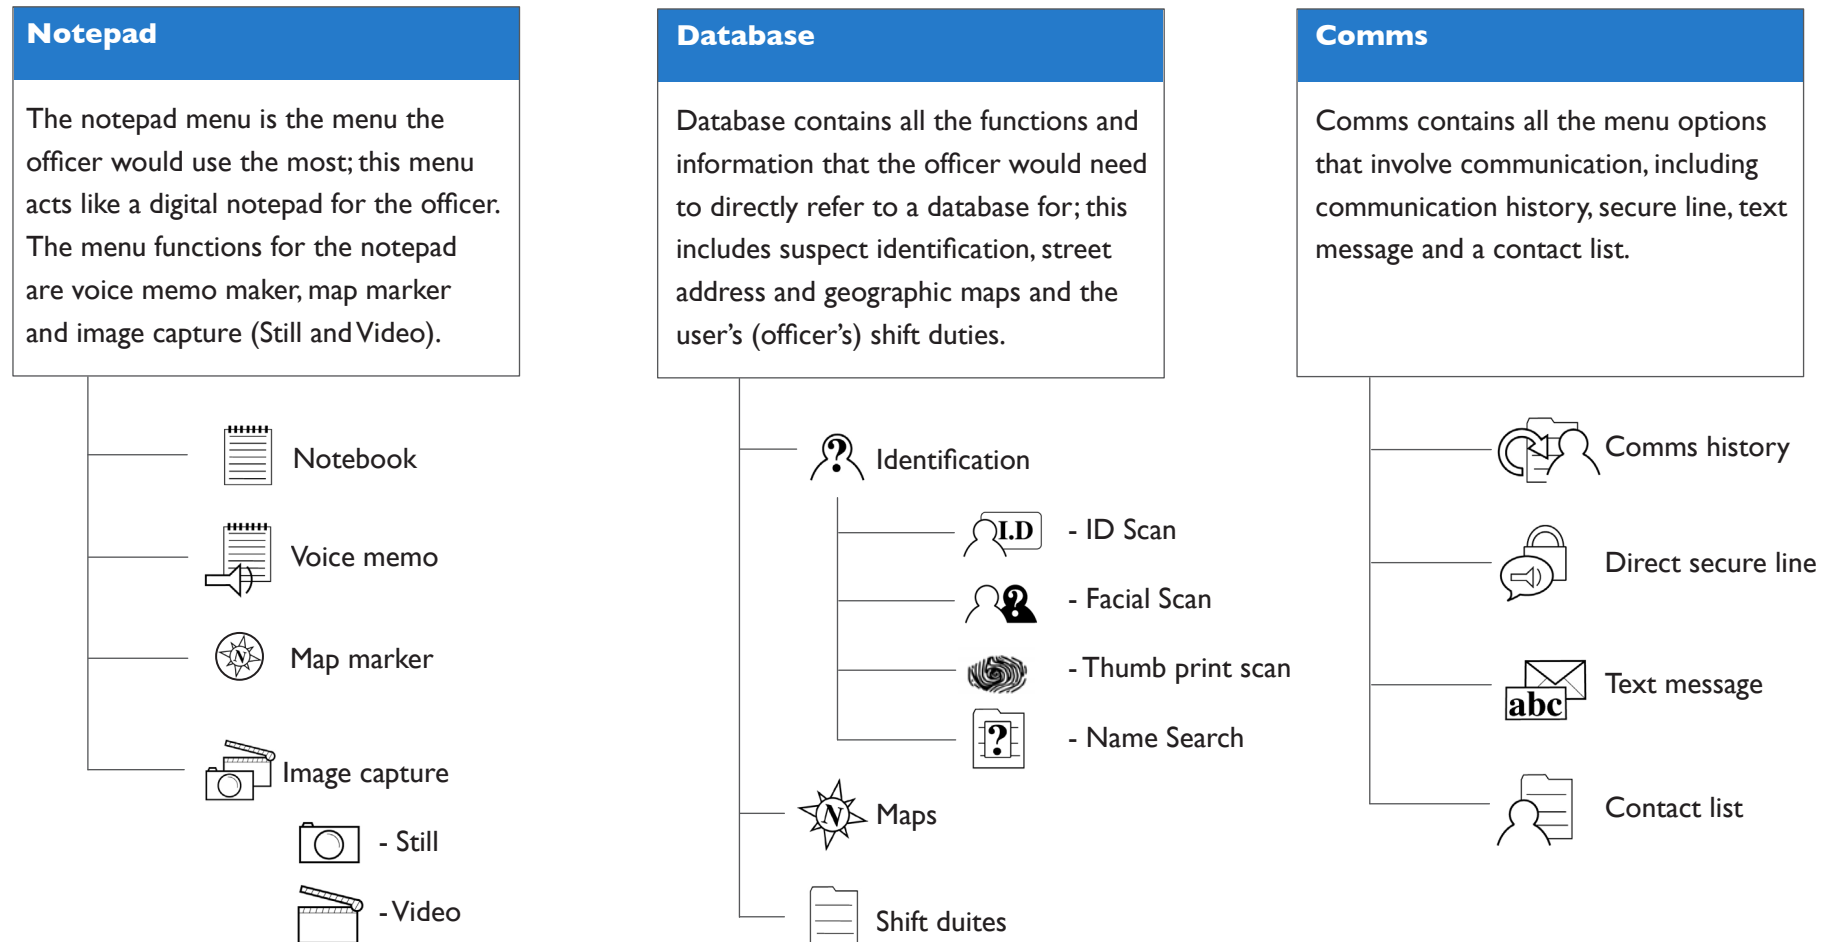 Notepad
The notepad menu is the menu the
officer would use the most; this menu
acts like a digital notepad for the officer.
The menu functions for the notepad
are voice memo maker, map marker
and image capture (Still and Video).
Notebook
Voice memo
N
Map marker
Image capture
- Still
- Video
Database
Database contains all the functions and
information that the officer would need
to directly refer to a database for; this
includes suspect identification, street
address and geographic maps and the
user’s (officer’s) shift duties.
?
Identification
I.D
- ID Scan
?
- Facial Scan
- Thumb print scan
?
- Name Search
N
Maps
Shift duites
Comms
Comms contains all the menu options
that involve communication, including
communication history, secure line, text
message and a contact list.
Comms history
Direct secure line
abc
Text message
Contact list